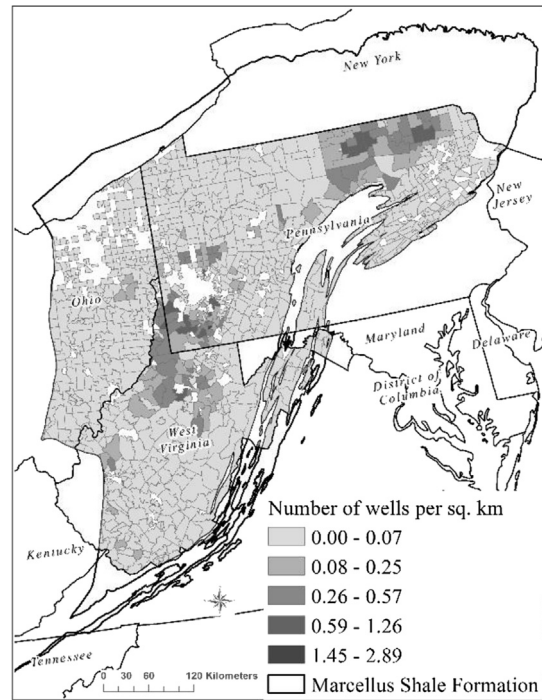 New York
New
Jersey
Pennsylvania
Ohio
Maryland
Delaware
District of
Columbia
West
Virginia
Kentucky
Tennessee
Number of wells per sq. km
0.00 - 0.07
0.08 - 0.25
0.26 - 0.57
0.59 - 1.26
1.45 - 2.89
Marcellus Shale Formation
0 30 60 120 Kilometers